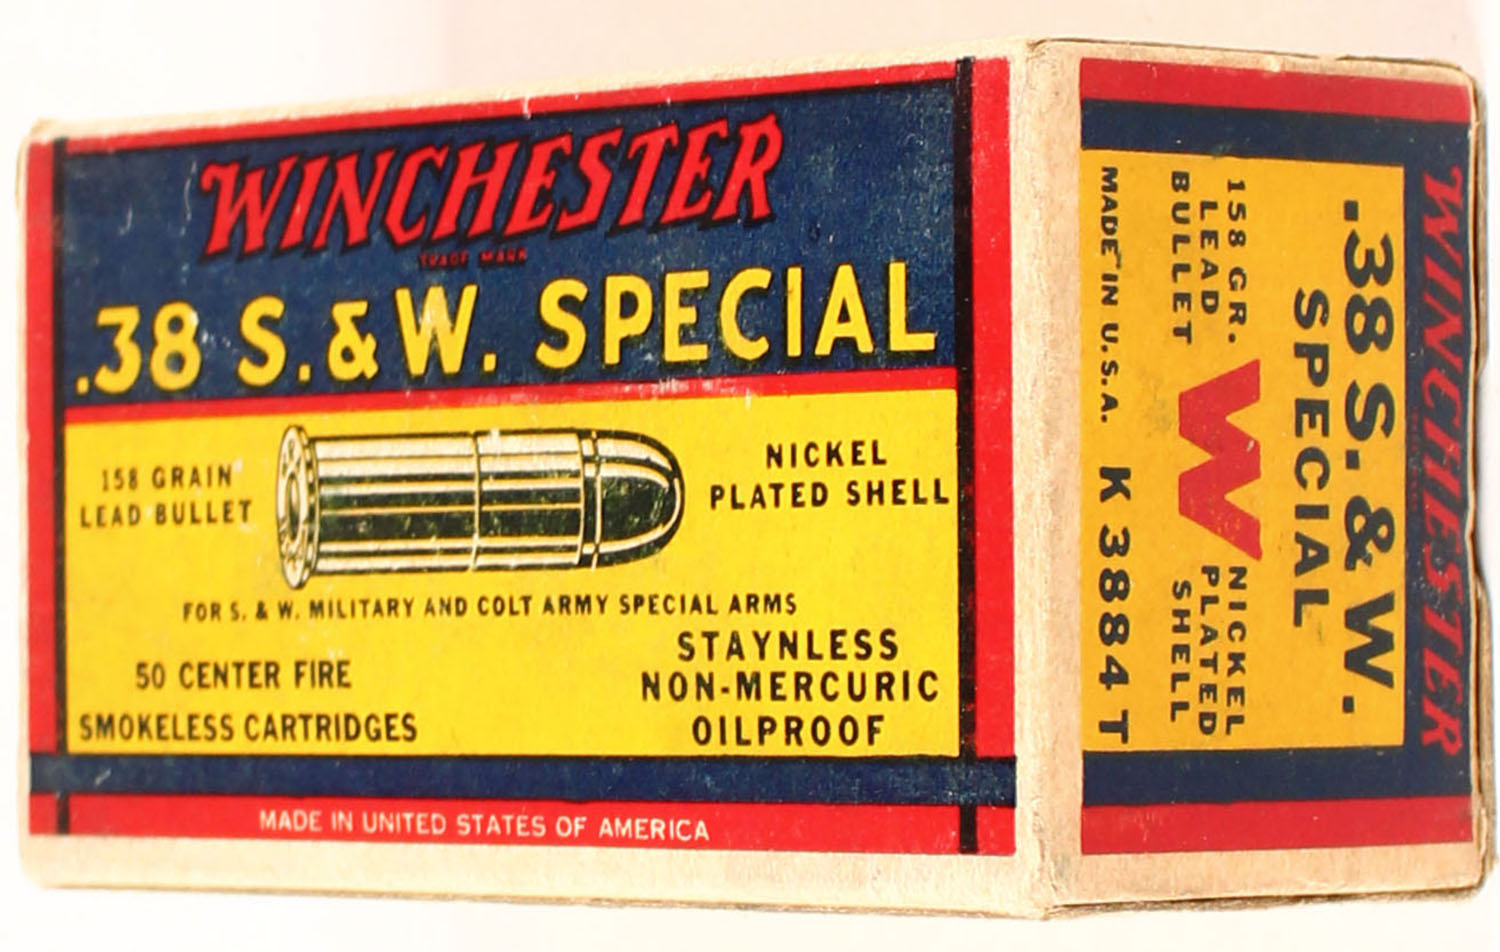 WINCHESTER
TRADE MARK
.38 S. & W. SPECIAL
158 GRAIN
LEAD BULLET
NICKEL
PLATED SHELL
FOR S. & W. MILITARY AND COLT ARMY SPECIAL ARMS
50 CENTER FIRE
SMOKELESS CARTRIDGES
STAYNLESS
NON-MERCURIC
OILPROOF
MADE IN UNITED STATES OF AMERICA
WINCHESTER
.38 S. & W.
SPECIAL
158 GR.
LEAD
BULLET
W
NICKEL
PLATED
SHELL
MADE IN U.S.A. K 3884 T